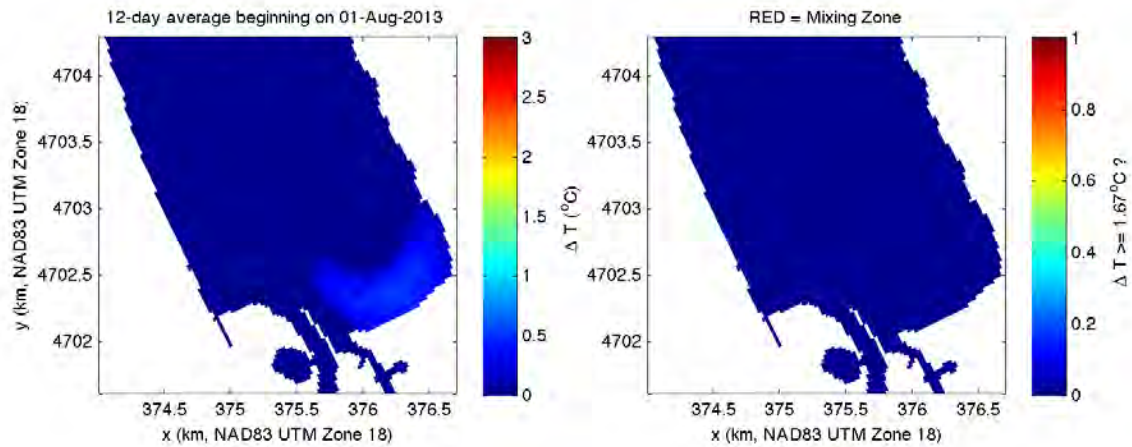 12-day average beginning on 01-Aug-2013
4704
4703.5
4703
4702.5
4702
y (km, NAD83 UTM Zone 18)
374.5 375 375.5 376 376.5
x (km, NAD83 UTM Zone 18)
3
2.5
2
1.5
1
0.5
0
Δ T (°C)
RED = Mixing Zone
4704
4703.5
4703
4702.5
4702
374.5 375 375.5 376 376.5
x (km, NAD83 UTM Zone 18)
1
0.8
0.6
0.4
0.2
0
Δ T >= 1.67°C ?